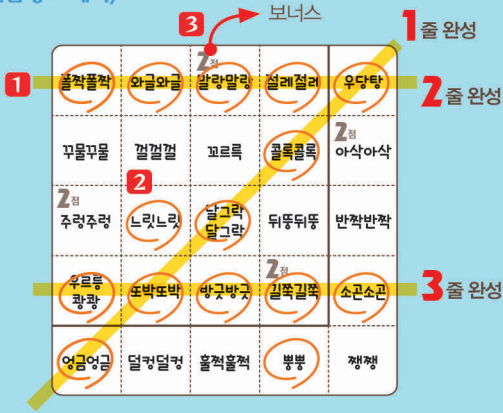 3 보너스
1줄 완성
2점
1 폴짝폴짝 와글와글 말랑말랑 절레절레 우당탕
2줄 완성
2점
꾸물꾸물 껄껄껄 꼬르륵 콜록콜록 아삭아삭
2점 2
주렁주렁 느릿느릿 달그락 달그락 뒤뚱뒤뚱 반짝반짝
2점
우르릉 쾅쾅 또박또박 방긋방긋 길쭉길쭉 소곤소곤
3줄 완성
엉금엉금 덜컹덜컹 훌쩍훌쩍 뿡뿡 쨍쨍